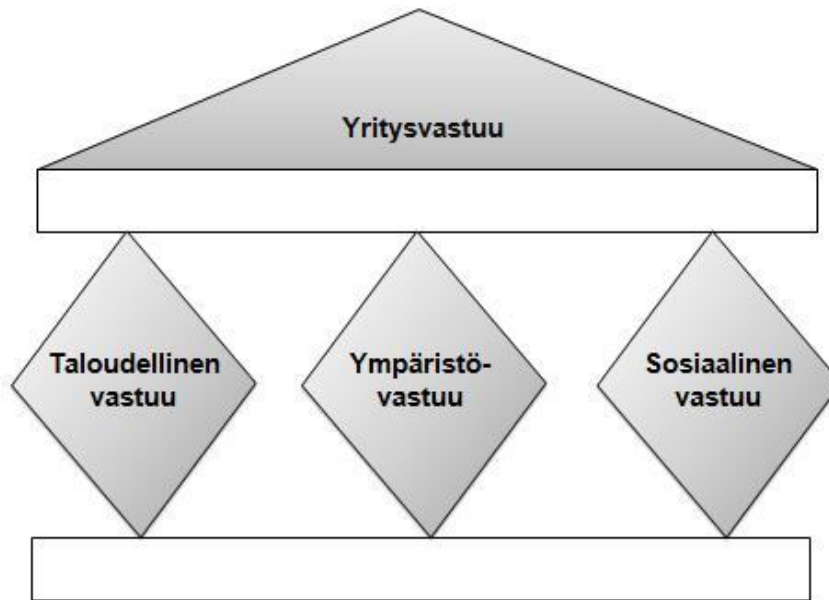 Yritysvastuu
Taloudellinen
vastuu
Ympäristö-
vastuu
Sosiaalinen
vastuu